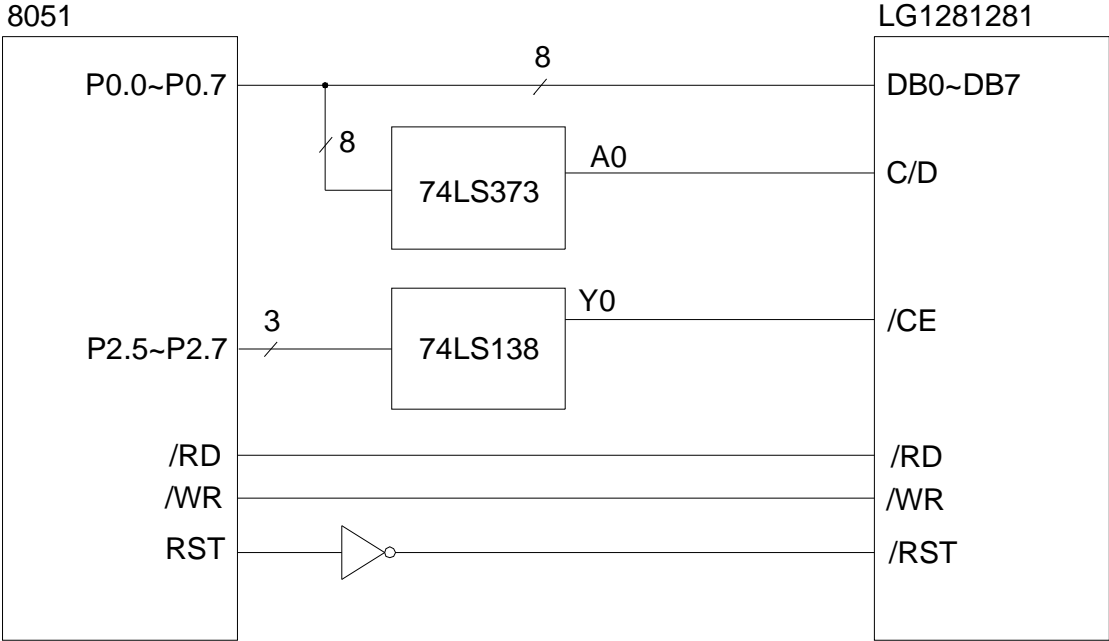 8051 LG1281281
P0.0~P0.7 8 DB0~DB7
8 74LS373 A0 C/D
P2.5~P2.7 3 74LS138 Y0 /CE
/RD /RD
/WR /WR
RST /RST